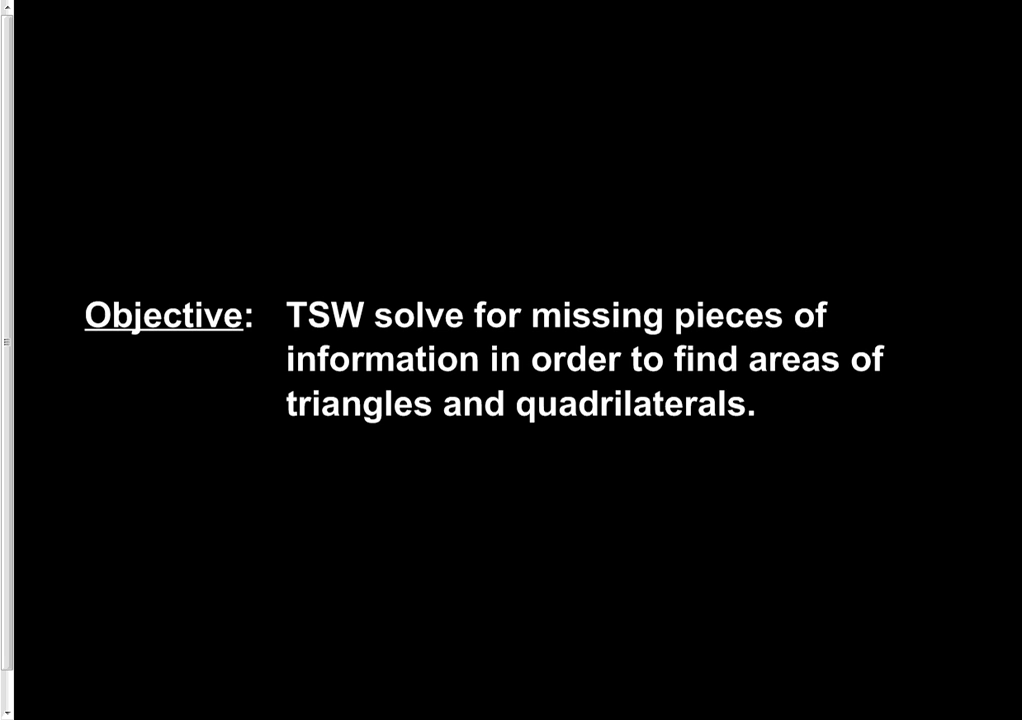 Objective: TSW solve for missing pieces of
information in order to find areas of
triangles and quadrilaterals.